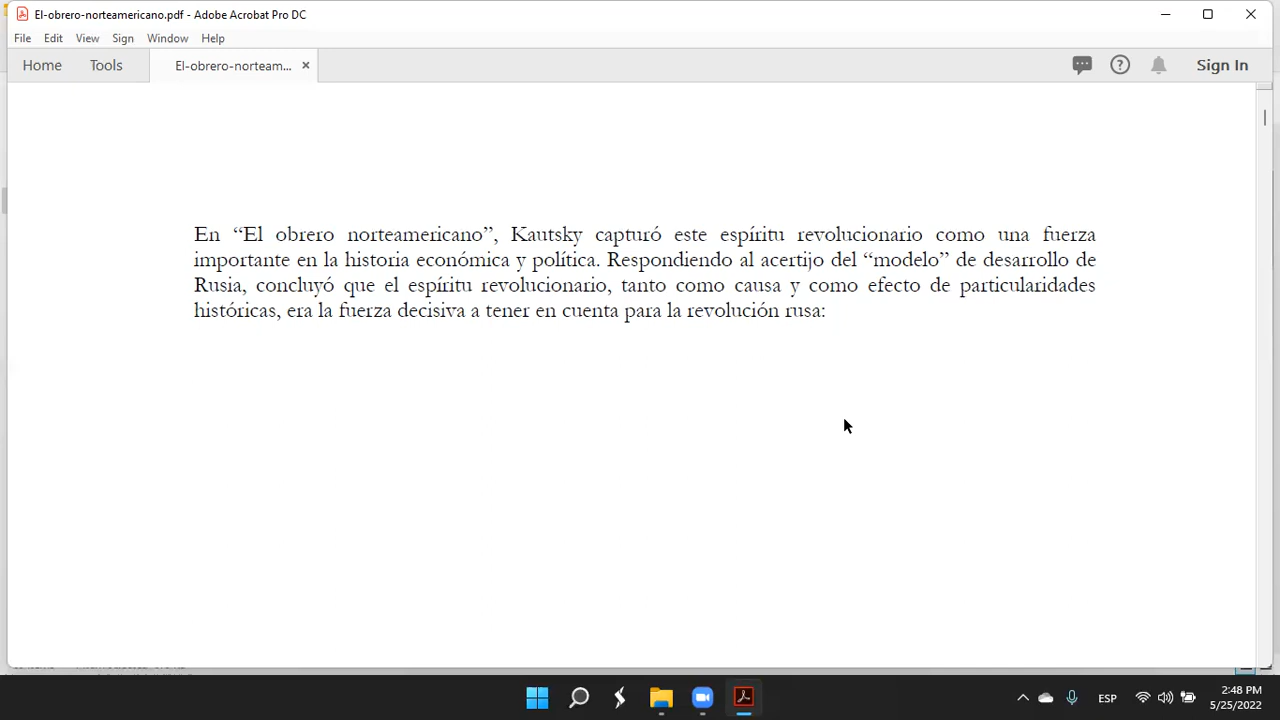 El-obrero-norteamericano.pdf - Adobe Acrobat Pro DC
File Edit View Sign Window Help
Home Tools El-obrero-norteam... × Sign In
En “El obrero norteamericano”, Kautsky capturó este espíritu revolucionario como una fuerza
importante en la historia económica y política. Respondiendo al acertijo del “modelo” de desarrollo de
Rusia, concluyó que el espíritu revolucionario, tanto como causa y como efecto de particularidades
históricas, era la fuerza decisiva a tener en cuenta para la revolución rusa:
ESP
2:48 PM
5/25/2022